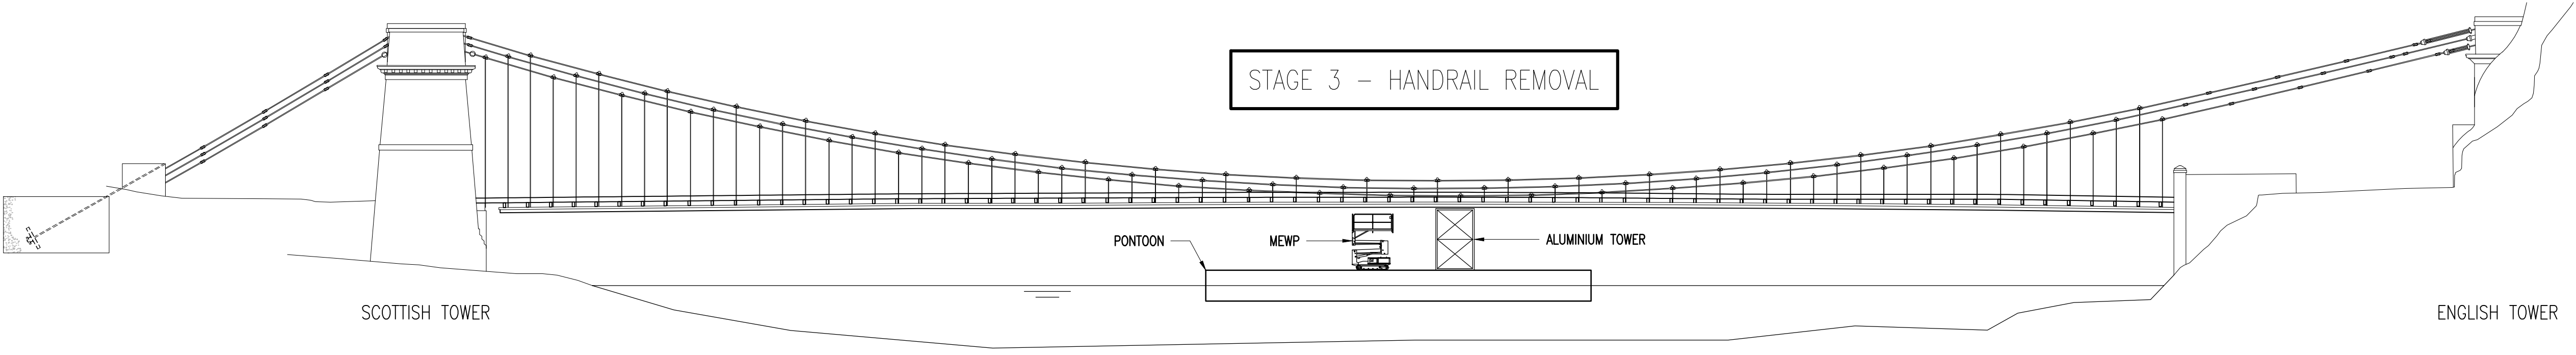 STAGE 3 - HANDRAIL REMOVAL
PONTOON
MEWP
ALUMINIUM TOWER
SCOTTISH TOWER
ENGLISH TOWER